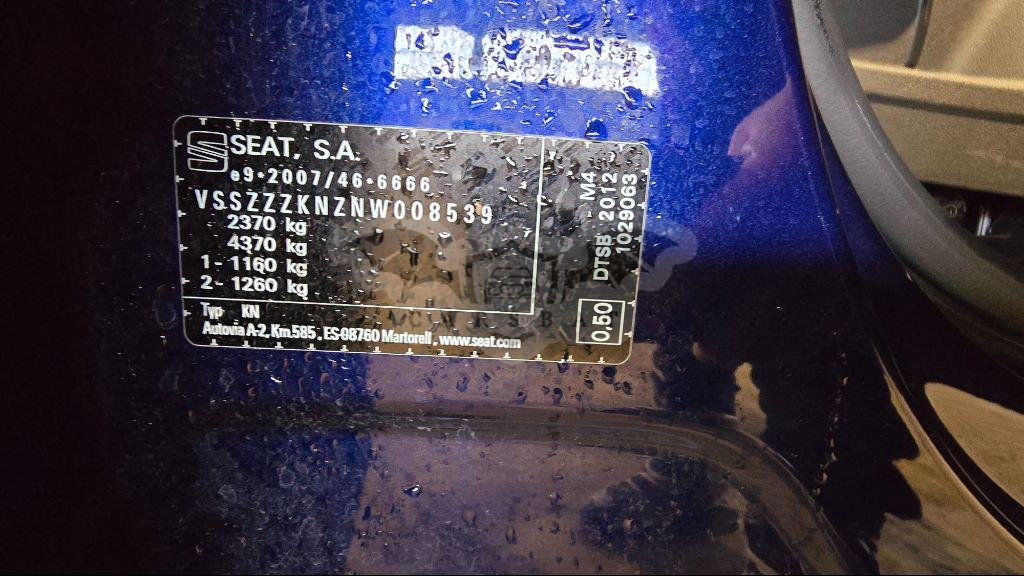 SEAT, S.A.
e9*2007/46*6666
VSSZZZKNZNW008539
2370 kg
4370 kg
1- 1160 kg
2- 1260 kg
Typ KN
Autovia A-2, Km.585, ES-08760 Martorell, www.seat.com
M4
DTSB 2012
1029063
0,50